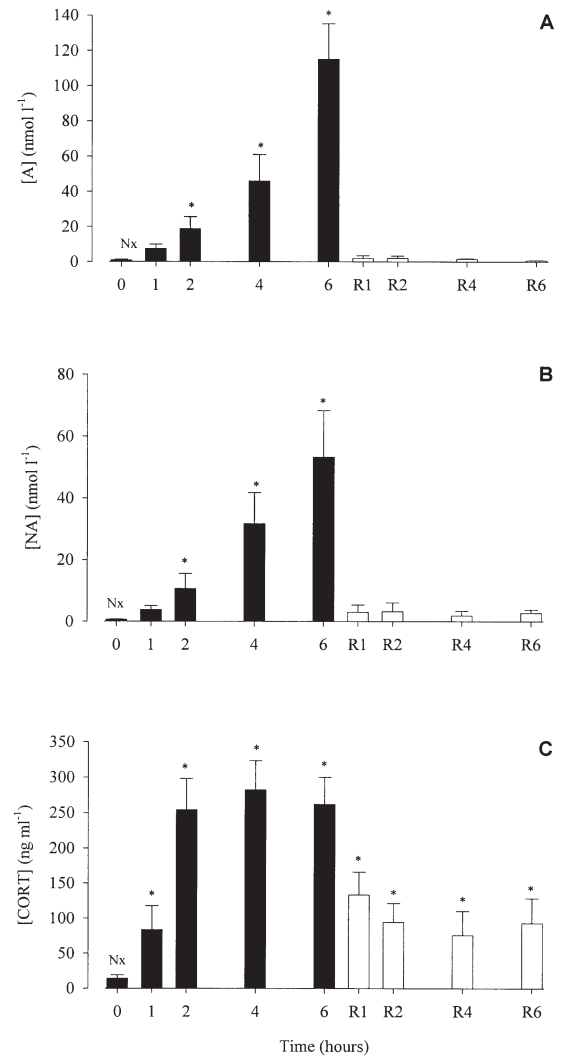 A
140
120
100
80
60
40
20
0
[A] (nmol l⁻¹)
Nx
*
*
*
0 1 2 4 6 R1 R2 R4 R6
B
80
60
40
20
0
[NA] (nmol l⁻¹)
Nx
*
*
*
0 1 2 4 6 R1 R2 R4 R6
C
350
300
250
200
150
100
50
0
[CORT] (ng ml⁻¹)
Nx
*
*
*
*
*
*
*
*
0 1 2 4 6 R1 R2 R4 R6
Time (hours)